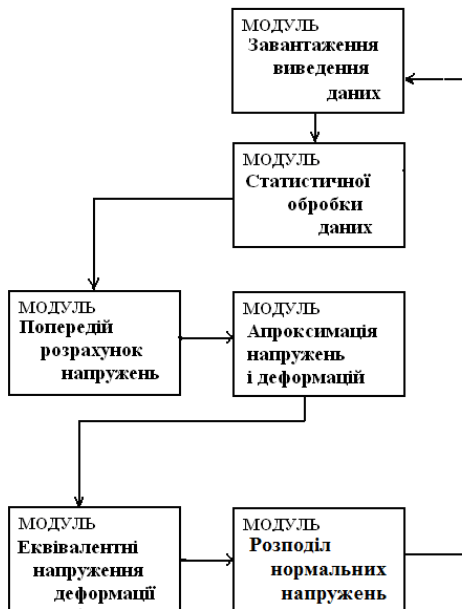 МОДУЛЬ
Завантаження
виведення
даних
МОДУЛЬ
Статистичної
обробки
даних
МОДУЛЬ
Попередій
розрахунок
напружень
МОДУЛЬ
Апроксимація
напружень
і деформацій
МОДУЛЬ
Еквівалентні
напруження
деформації
МОДУЛЬ
Розподіл
нормальних
напружень